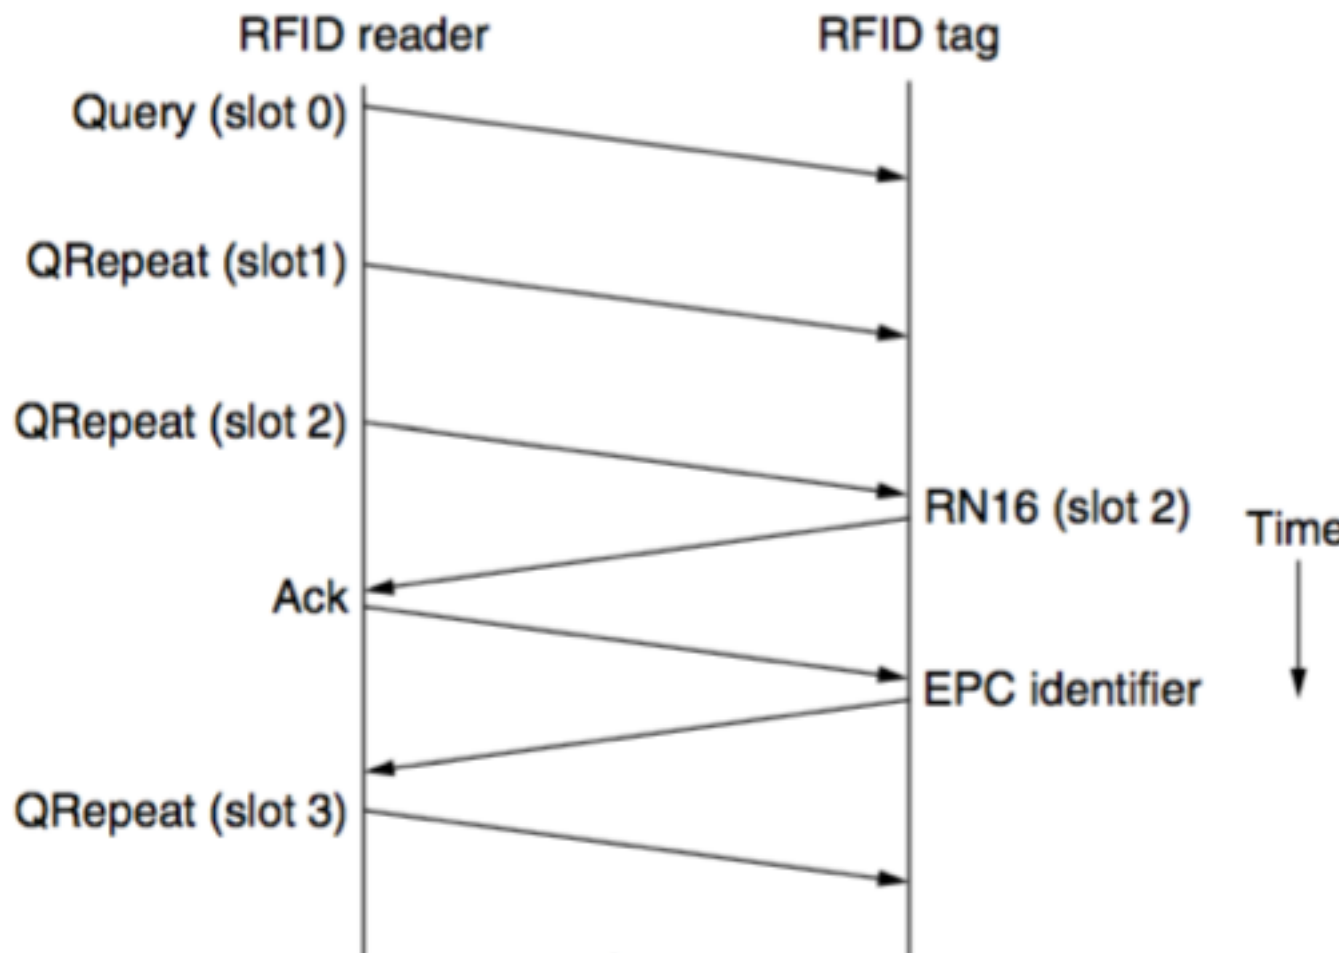 RFID reader
RFID tag
Query (slot 0)
QRepeat (slot1)
QRepeat (slot 2)
RN16 (slot 2)
Time
Ack
EPC identifier
QRepeat (slot 3)